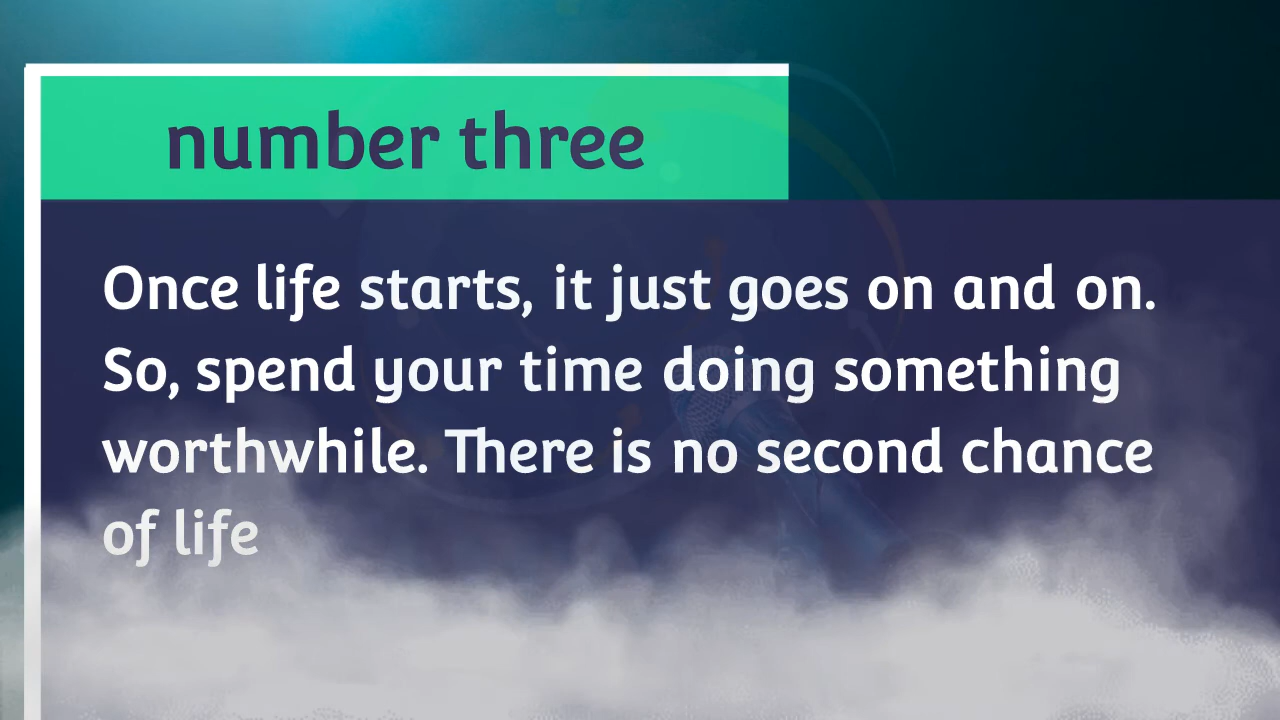 number three
Once life starts, it just goes on and on.
So, spend your time doing something
worthwhile. There is no second chance
of life